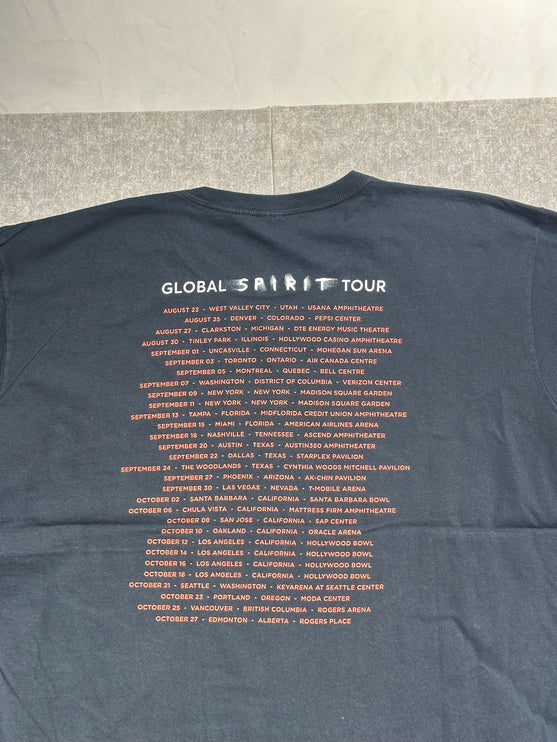 GLOBAL SPIRIT TOUR
AUGUST 23 - WEST VALLEY CITY - UTAH - USANA AMPHITHEATRE
AUGUST 25 - DENVER - COLORADO - PEPSI CENTER
AUGUST 27 - CLARKSTON - MICHIGAN - DTE ENERGY MUSIC THEATRE
AUGUST 30 - TINLEY PARK - ILLINOIS - HOLLYWOOD CASINO AMPHITHEATRE
SEPTEMBER 01 - UNCASVILLE - CONNECTICUT - MOHEGAN SUN ARENA
SEPTEMBER 03 - TORONTO - ONTARIO - AIR CANADA CENTRE
SEPTEMBER 05 - MONTREAL - QUEBEC - BELL CENTRE
SEPTEMBER 07 - WASHINGTON - DISTRICT OF COLUMBIA - VERIZON CENTER
SEPTEMBER 09 - NEW YORK - NEW YORK - MADISON SQUARE GARDEN
SEPTEMBER 11 - NEW YORK - NEW YORK - MADISON SQUARE GARDEN
SEPTEMBER 13 - TAMPA - FLORIDA - MIDFLORIDA CREDIT UNION AMPHITHEATRE
SEPTEMBER 15 - MIAMI - FLORIDA - AMERICAN AIRLINES ARENA
SEPTEMBER 18 - NASHVILLE - TENNESSEE - ASCEND AMPHITHEATER
SEPTEMBER 20 - AUSTIN - TEXAS - AUSTIN360 AMPHITHEATER
SEPTEMBER 22 - DALLAS - TEXAS - STARPLEX PAVILION
SEPTEMBER 24 - THE WOODLANDS - TEXAS - CYNTHIA WOODS MITCHELL PAVILION
SEPTEMBER 27 - PHOENIX - ARIZONA - AK-CHIN PAVILION
SEPTEMBER 30 - LAS VEGAS - NEVADA - T-MOBILE ARENA
OCTOBER 02 - SANTA BARBARA - CALIFORNIA - SANTA BARBARA BOWL
OCTOBER 06 - CHULA VISTA - CALIFORNIA - MATTRESS FIRM AMPHITHEATRE
OCTOBER 08 - SAN JOSE - CALIFORNIA - SAP CENTER
OCTOBER 10 - OAKLAND - CALIFORNIA - ORACLE ARENA
OCTOBER 12 - LOS ANGELES - CALIFORNIA - HOLLYWOOD BOWL
OCTOBER 14 - LOS ANGELES - CALIFORNIA - HOLLYWOOD BOWL
OCTOBER 16 - LOS ANGELES - CALIFORNIA - HOLLYWOOD BOWL
OCTOBER 18 - LOS ANGELES - CALIFORNIA - HOLLYWOOD BOWL
OCTOBER 21 - SEATTLE - WASHINGTON - KEYARENA AT SEATTLE CENTER
OCTOBER 23 - PORTLAND - OREGON - MODA CENTER
OCTOBER 25 - VANCOUVER - BRITISH COLUMBIA - ROGERS ARENA
OCTOBER 27 - EDMONTON - ALBERTA - ROGERS PLACE